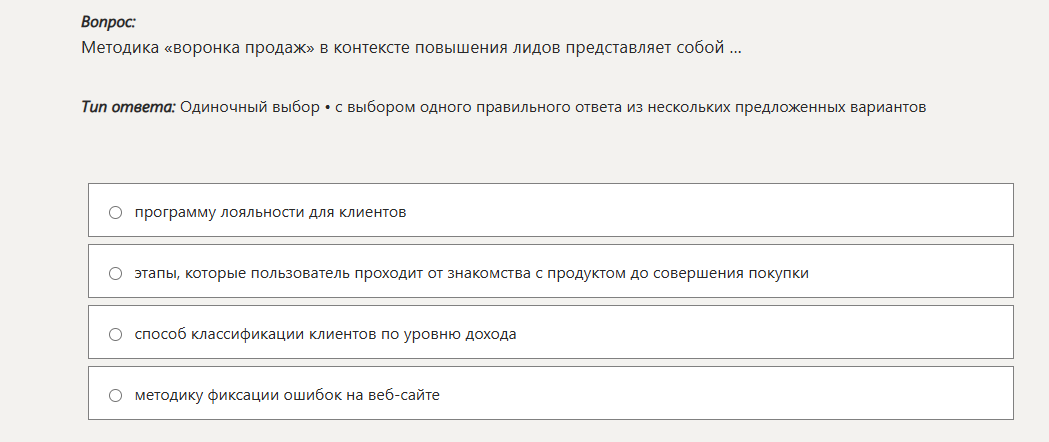 Вопрос:
Методика «воронка продаж» в контексте повышения лидов представляет собой ...
Тип ответа: Одиночный выбор • с выбором одного правильного ответа из нескольких предложенных вариантов
программу лояльности для клиентов
этапы, которые пользователь проходит от знакомства с продуктом до совершения покупки
способ классификации клиентов по уровню дохода
методику фиксации ошибок на веб-сайте